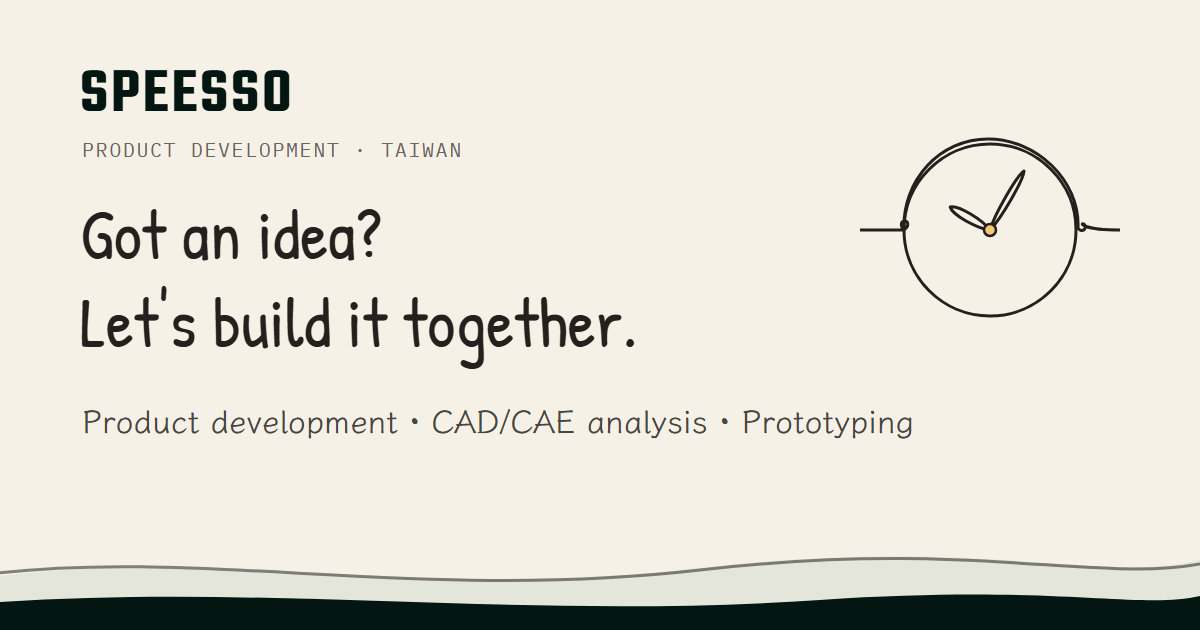 SPEESSO
PRODUCT DEVELOPMENT · TAIWAN
Got an idea?
Let's build it together.
Product development • CAD/CAE analysis • Prototyping